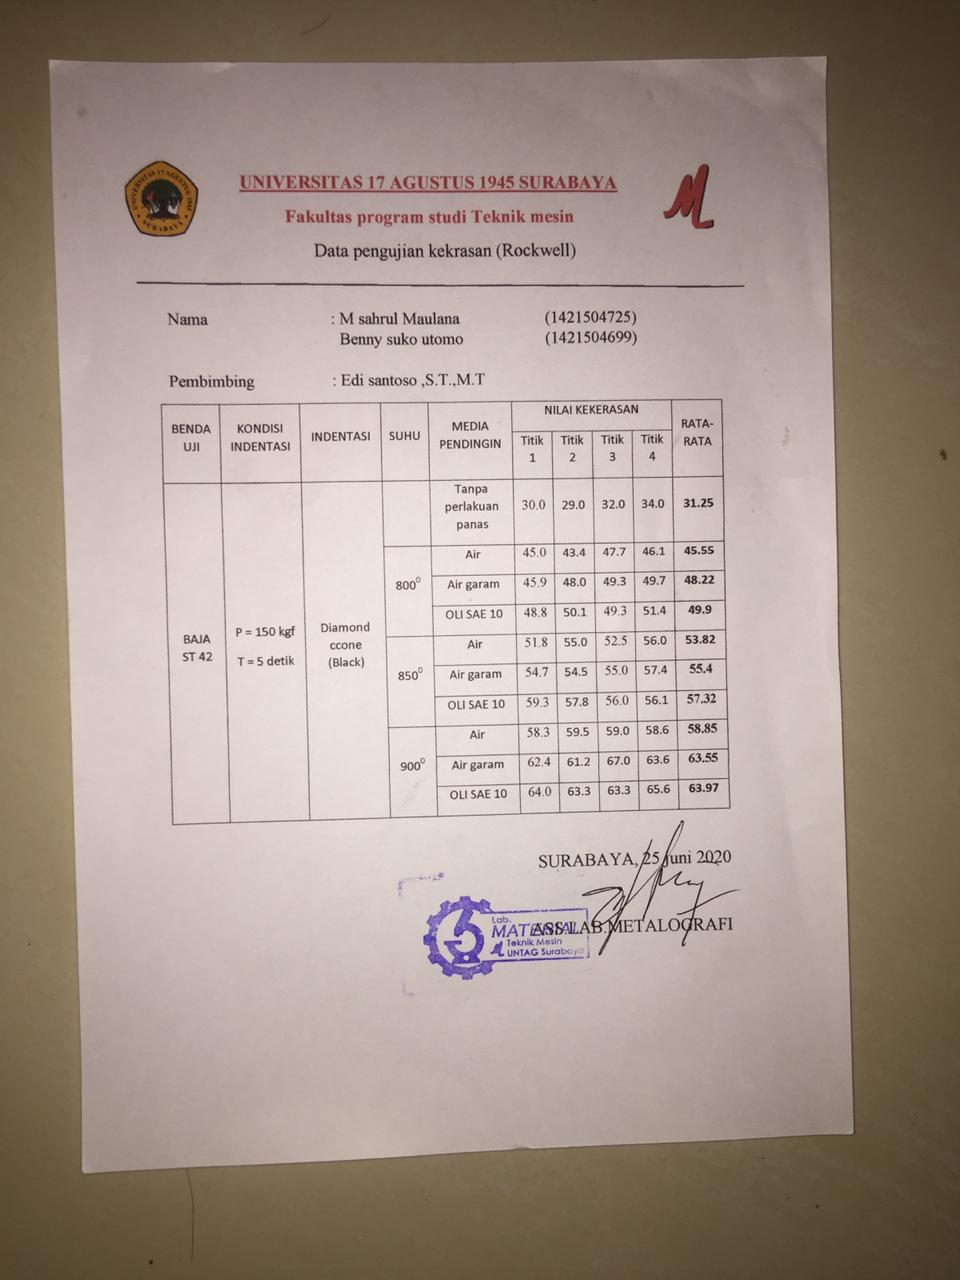 UNIVERSITAS 17 AGUSTUS 1945 SURABAYA
UNIVERSITAS 17 AGUSTUS 1945 SURABAYA
Fakultas program studi Teknik mesin
Data pengujian kekrasan (Rockwell)
Nama : M sahrul Maulana (1421504725)
Benny suko utomo (1421504699)
Pembimbing : Edi santoso ,S.T.,M.T
BENDA UJI KONDISI INDENTASI INDENTASI SUHU MEDIA PENDINGIN NILAI KEKERASAN RATA-RATA
Titik 1 Titik 2 Titik 3 Titik 4
BAJA ST 42 P = 150 kgf T = 5 detik Diamond ccone (Black)
Tanpa perlakuan panas 30.0 29.0 32.0 34.0 31.25
800⁰ Air 45.0 43.4 47.7 46.1 45.55
Air garam 45.9 48.0 49.3 49.7 48.22
OLI SAE 10 48.8 50.1 49.3 51.4 49.9
850⁰ Air 51.8 55.0 52.5 56.0 53.82
Air garam 54.7 54.5 55.0 57.4 55.4
OLI SAE 10 59.3 57.8 56.0 56.1 57.32
900⁰ Air 58.3 59.5 59.0 58.6 58.85
Air garam 62.4 61.2 67.0 63.6 63.55
OLI SAE 10 64.0 63.3 63.3 65.6 63.97
SURABAYA, 25 juni 2020
ASS LAB.METALOGRAFI
Lab.
MATERIAL
Teknik Mesin
UNTAG Surabaya